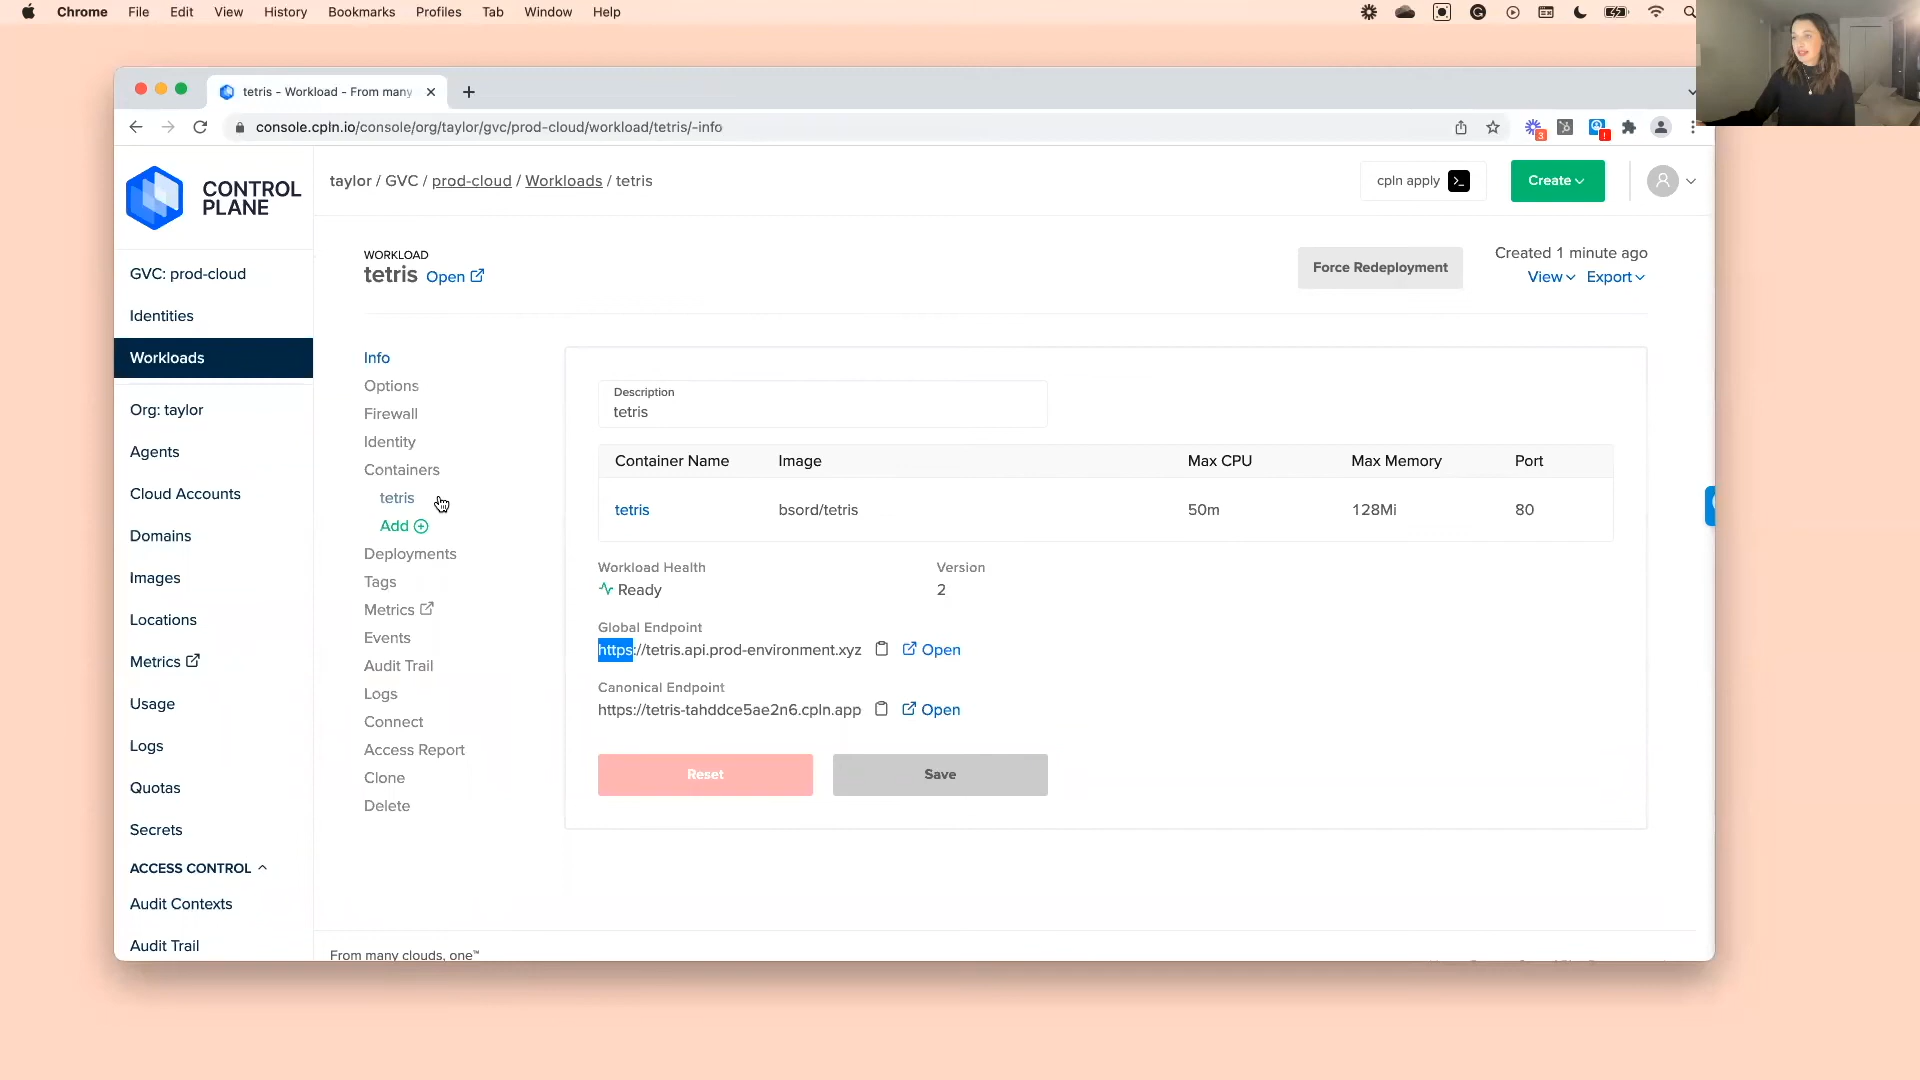 Chrome File Edit View History Bookmarks Profiles Tab Window Help
tetris - Workload - From many
console.cpln.io/console/org/taylor/gvc/prod-cloud/workload/tetris/-info
3
CONTROL
PLANE
taylor / GVC / prod-cloud / Workloads / tetris
cpln apply
Create
GVC: prod-cloud
Identities
Workloads
Org: taylor
Agents
Cloud Accounts
Domains
Images
Locations
Metrics
Usage
Logs
Quotas
Secrets
ACCESS CONTROL
Audit Contexts
Audit Trail
WORKLOAD
tetris Open
Force Redeployment
Created 1 minute ago
View Export
Info
Options
Firewall
Identity
Containers
tetris
Add
Deployments
Tags
Metrics
Events
Audit Trail
Logs
Connect
Access Report
Clone
Delete
Description
tetris
Container Name Image Max CPU Max Memory Port
tetris bsord/tetris 50m 128Mi 80
Workload Health Version
Ready 2
Global Endpoint
https://tetris.api.prod-environment.xyz Open
Canonical Endpoint
https://tetris-tahddce5ae2n6.cpln.app Open
Reset Save
From many clouds, one™